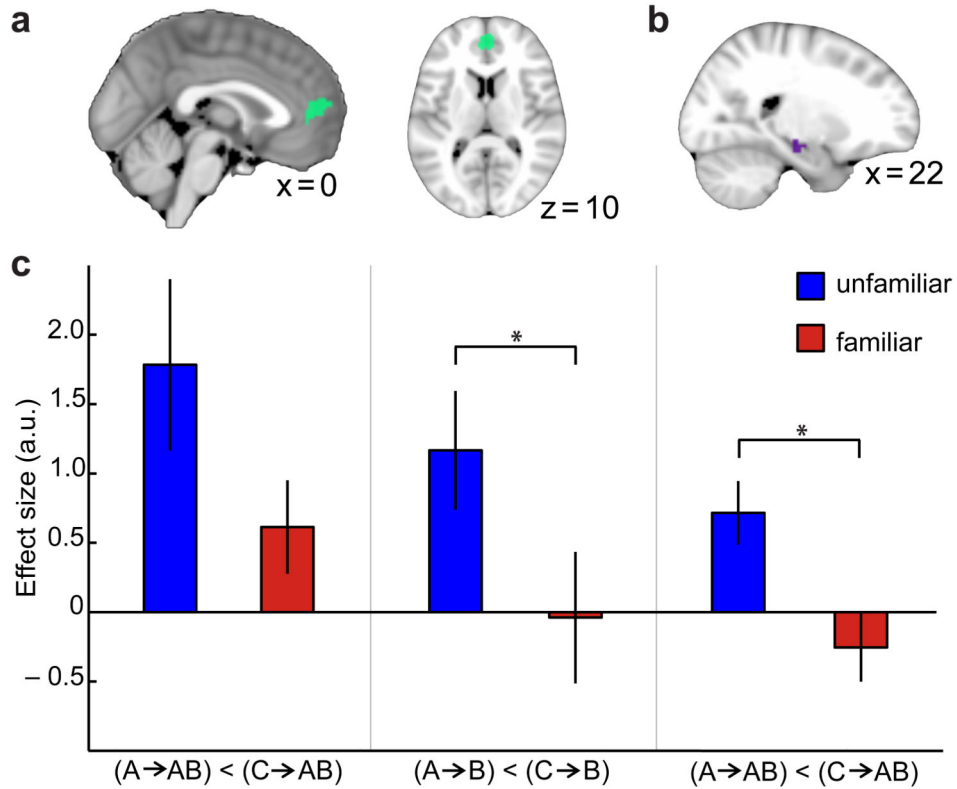 a
b
x = 0
z = 10
x = 22
c
unfamiliar
familiar
Effect size (a.u.)
2.0
1.5
1.0
0.5
0
– 0.5
*
*
(A→AB) < (C→AB)
(A→B) < (C→B)
(A→AB) < (C→AB)